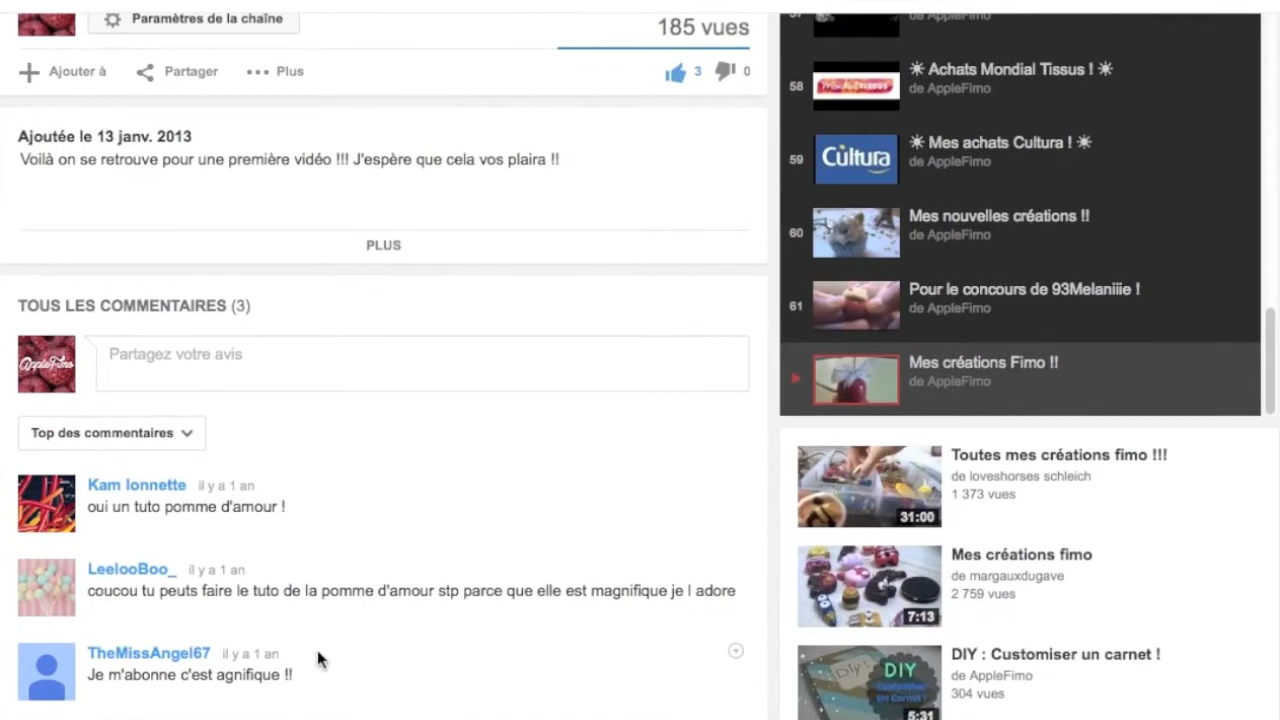 Paramètres de la chaîne
185 vues
Ajouter à
Partager
Plus
3
0
Ajoutée le 13 janv. 2013
Voilà on se retrouve pour une première vidéo !!! J'espère que cela vos plaira !!
PLUS
TOUS LES COMMENTAIRES (3)
AppleFimo
Partagez votre avis
Top des commentaires
Kam Ionnette il y a 1 an
oui un tuto pomme d'amour !
LeelooBoo_ il y a 1 an
coucou tu peuts faire le tuto de la pomme d'amour stp parce que elle est magnifique je l adore
TheMissAngel67 il y a 1 an
Je m'abonne c'est agnifique !!
57
de AppleFimo
58
☀ Achats Mondial Tissus ! ☀
de AppleFimo
59
Cultura
☀ Mes achats Cultura ! ☀
de AppleFimo
60
Mes nouvelles créations !!
de AppleFimo
61
Pour le concours de 93Melaniiie !
de AppleFimo
Mes créations Fimo !!
de AppleFimo
31:00
Toutes mes créations fimo !!!
de loveshorses schleich
1 373 vues
7:13
Mes créations fimo
de margauxdugave
2 759 vues
DIY
Customiser
Un Carnet !
5:31
DIY : Customiser un carnet !
de AppleFimo
304 vues